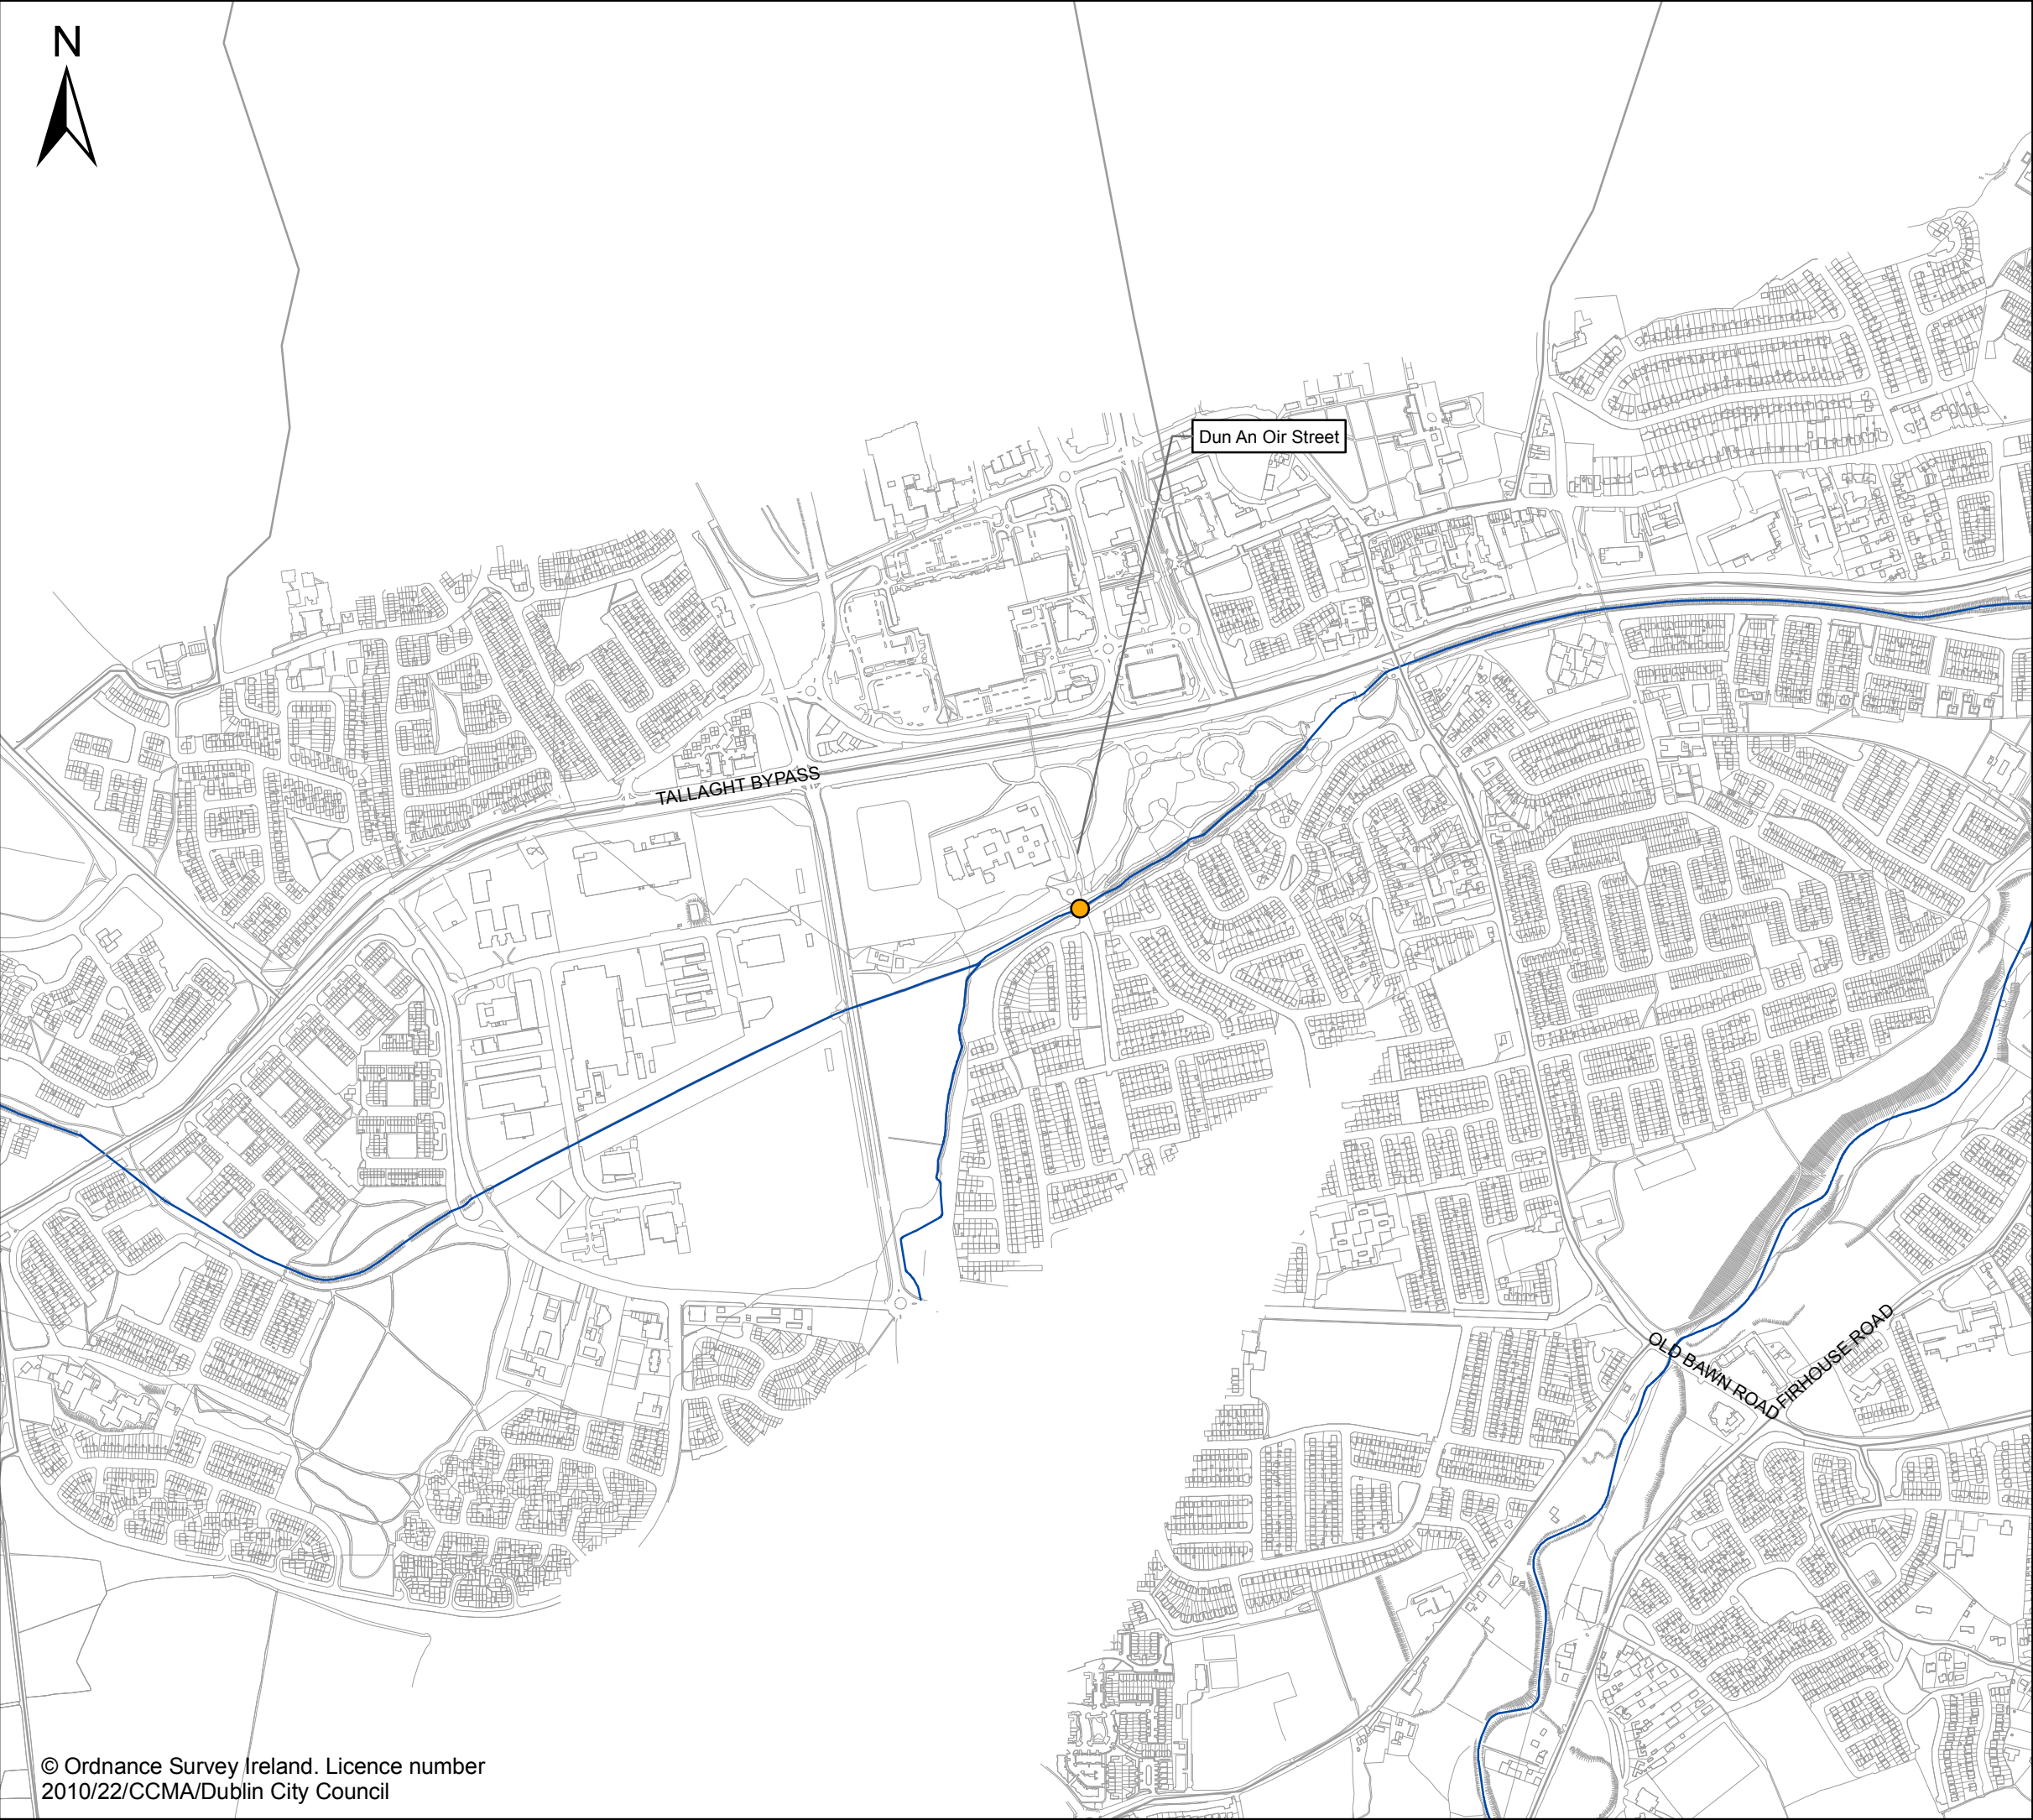 N
Dun An Oir Street
TALLAGHT BYPASS
OLD BAWN ROAD
FIRHOUSE ROAD
© Ordnance Survey Ireland. Licence number
2010/22/CCMA/Dublin City Council